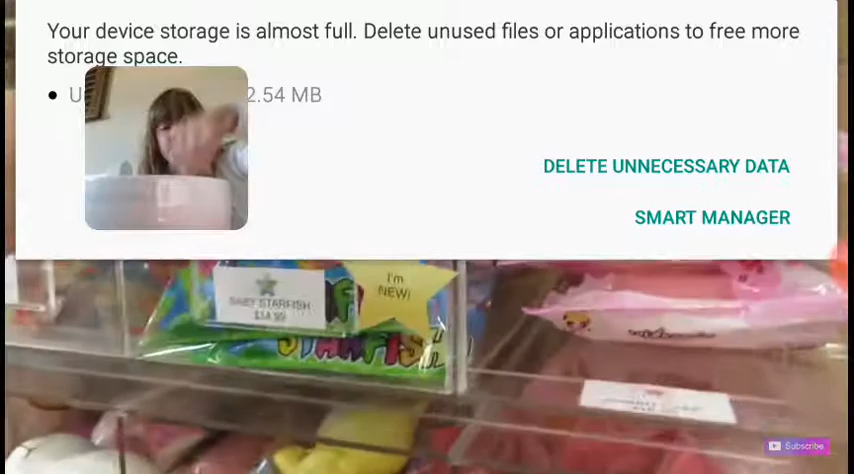 Your device storage is almost full. Delete unused files or applications to free more
storage space.
2.54 MB
DELETE UNNECESSARY DATA
SMART MANAGER
I'm
NEW!
BABY STARFISH
$14.99
STARFISH
Subscribe